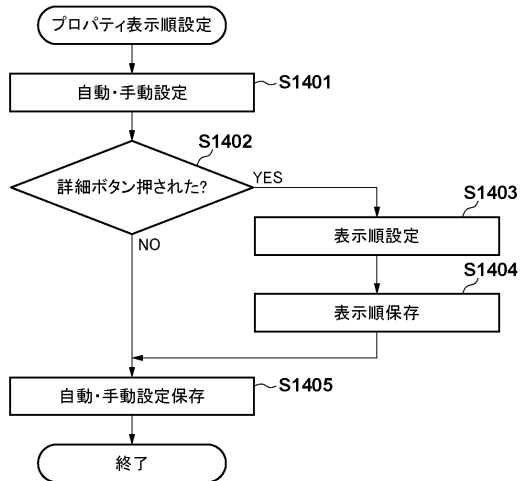 プロパティ表示順設定
自動・手動設定
S1401
詳細ボタン押された?
S1402
YES
NO
表示順設定
S1403
表示順保存
S1404
自動・手動設定保存
S1405
終了